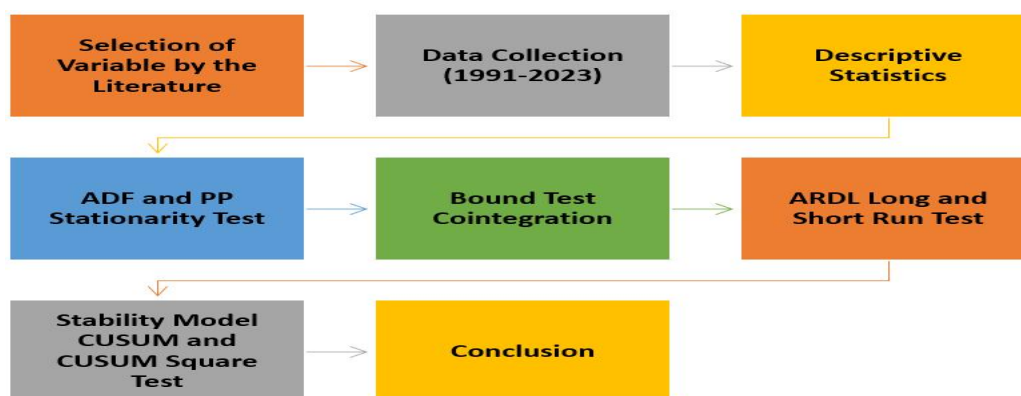 Selection of
Variable by the
Literature
Data Collection
(1991-2023)
Descriptive
Statistics
ADF and PP
Stationarity Test
Bound Test
Cointegration
ARDL Long and
Short Run Test
Stability Model
CUSUM and
CUSUM Square
Test
Conclusion